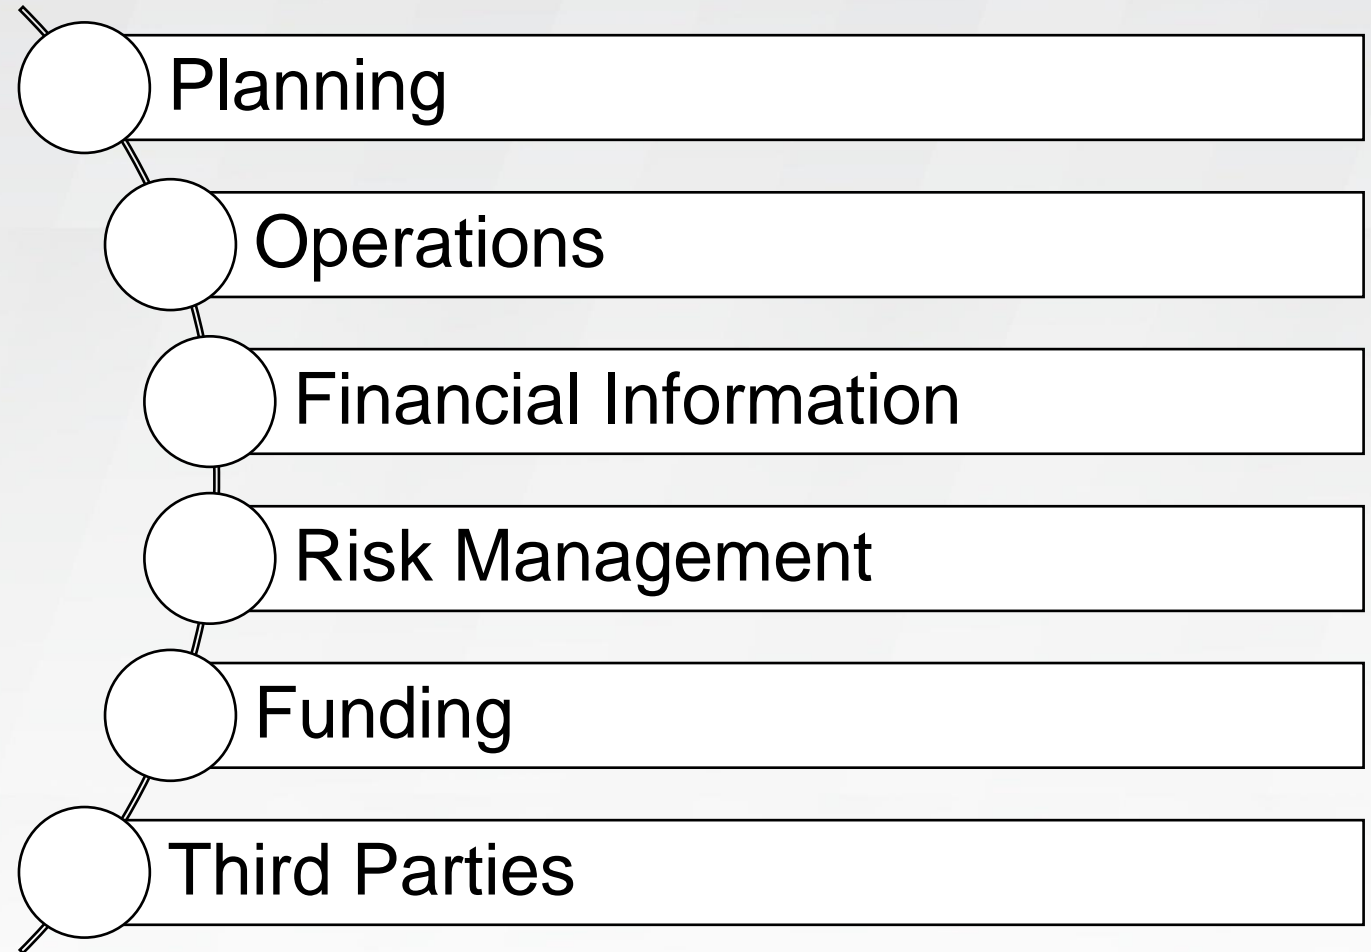 Planning
Operations
Financial Information
Risk Management
Funding
Third Parties